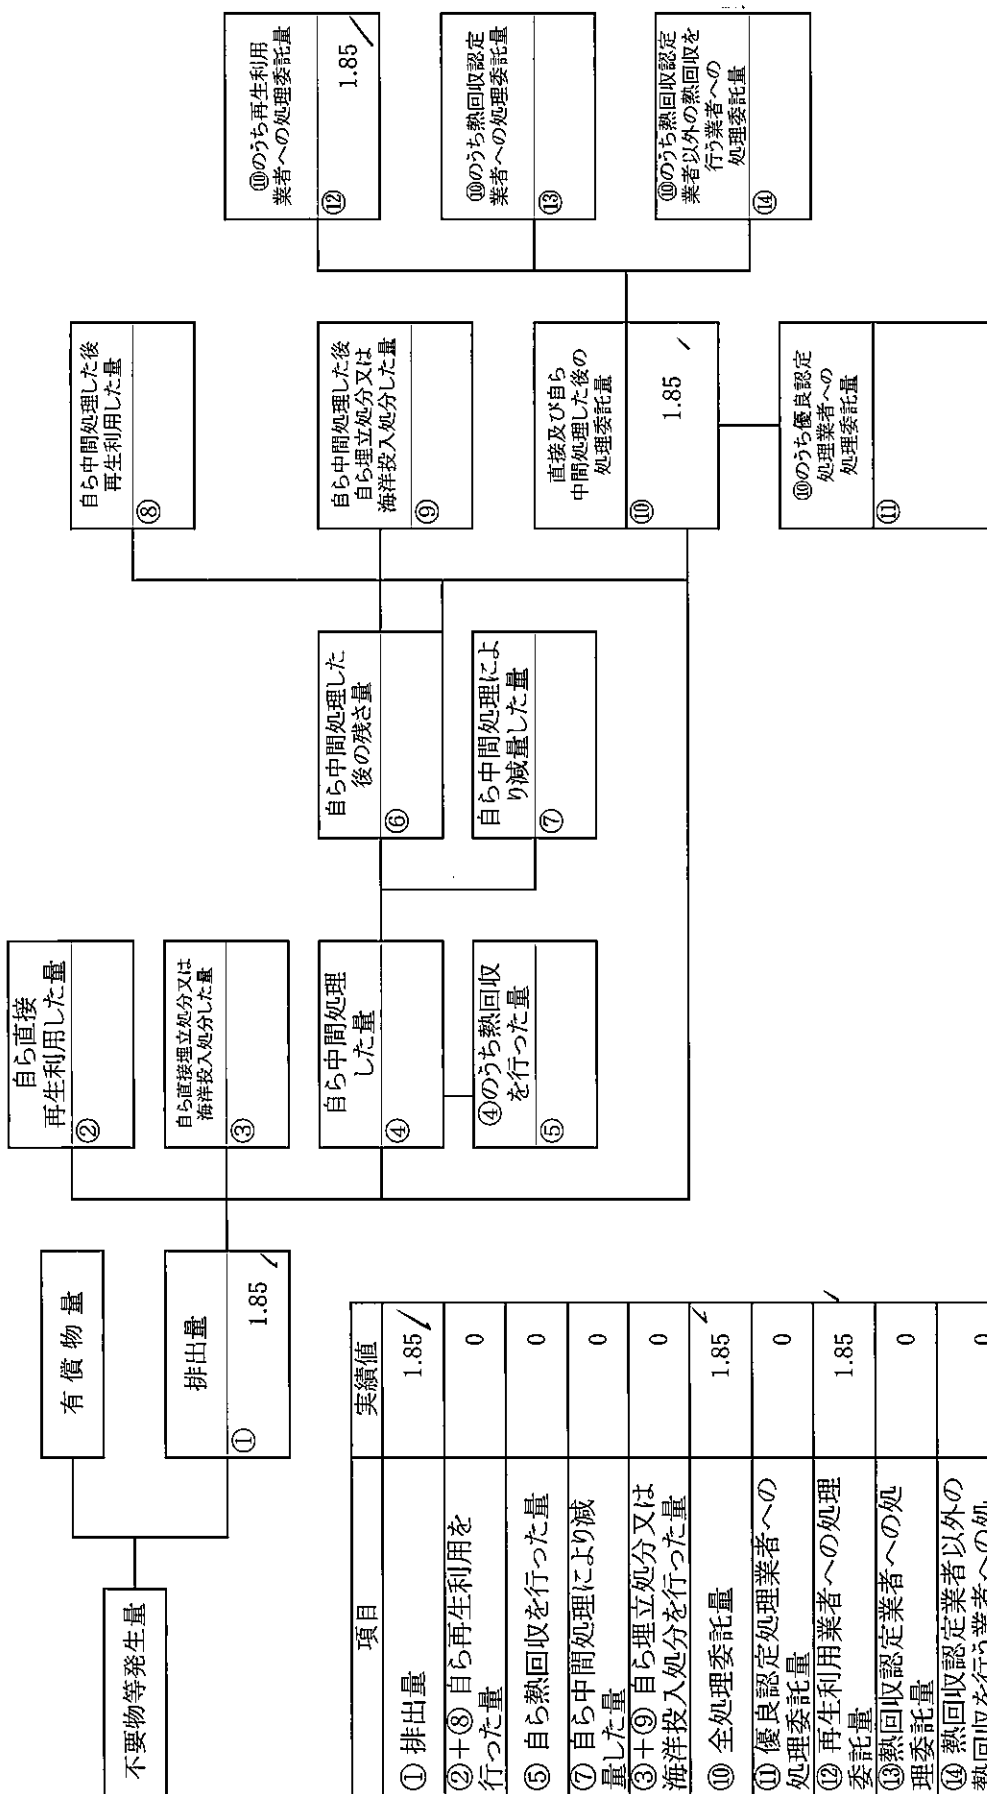 不要物等発生量
有償物量
排出量
①
1.85
自ら直接
再生利用した量
②
自ら直接埋立処分又は
海洋投入処分した量
③
自ら中間処理
した量
④
④のうち熱回収
を行った量
⑤
自ら中間処理した
後の残さ量
⑥
自ら中間処理によ
り減量した量
⑦
自ら中間処理した後
再生利用した量
⑧
自ら中間処理した後
自ら埋立処分又は
海洋投入処分した量
⑨
直接及び自ら
中間処理した後の
処理委託量
⑩
1.85
⑩のうち優良認定
処理業者への
処理委託量
⑪
⑩のうち再生利用
業者への処理委託量
⑫
1.85
⑩のうち熱回収認定
業者への処理委託量
⑬
⑩のうち熱回収認定
業者以外の熱回収を
行う業者への
処理委託量
⑭
項目 実績値
① 排出量 1.85
②+⑧ 自ら再生利用を
行った量 0
⑤ 自ら熱回収を行った量 0
⑦ 自ら中間処理により減
量した量 0
③+⑨ 自ら埋立処分又は
海洋投入処分を行った量 0
⑩ 全処理委託量 1.85
⑪ 優良認定処理業者への
処理委託量 0
⑫ 再生利用業者への処理
委託量 1.85
⑬熱回収認定業者への処
理委託量 0
⑭ 熱回収認定業者以外の
熱回収を行う業者への処 0